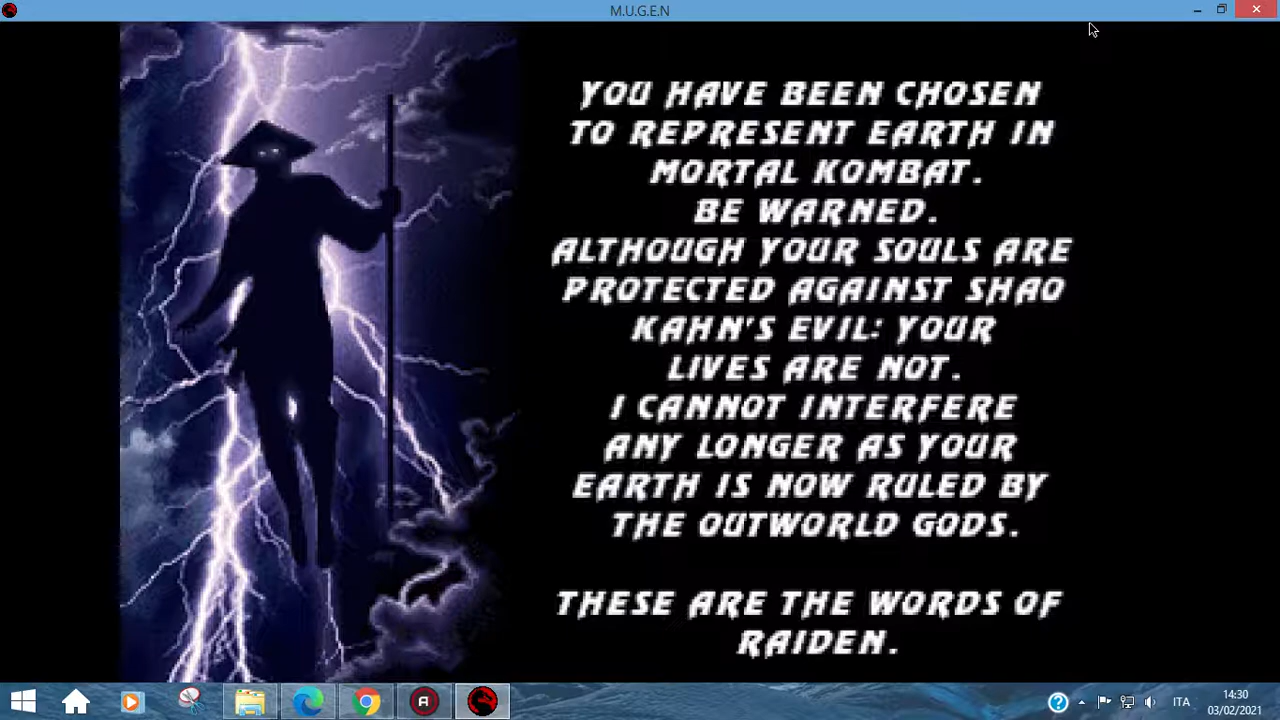 M.U.G.E.N
YOU HAVE BEEN CHOSEN
TO REPRESENT EARTH IN
MORTAL KOMBAT.
BE WARNED.
ALTHOUGH YOUR SOULS ARE
PROTECTED AGAINST SHAO
KAHN'S EVIL: YOUR
LIVES ARE NOT.
I CANNOT INTERFERE
ANY LONGER AS YOUR
EARTH IS NOW RULED BY
THE OUTWORLD GODS.
THESE ARE THE WORDS OF
RAIDEN.
A
?
ITA
14:30
03/02/2021